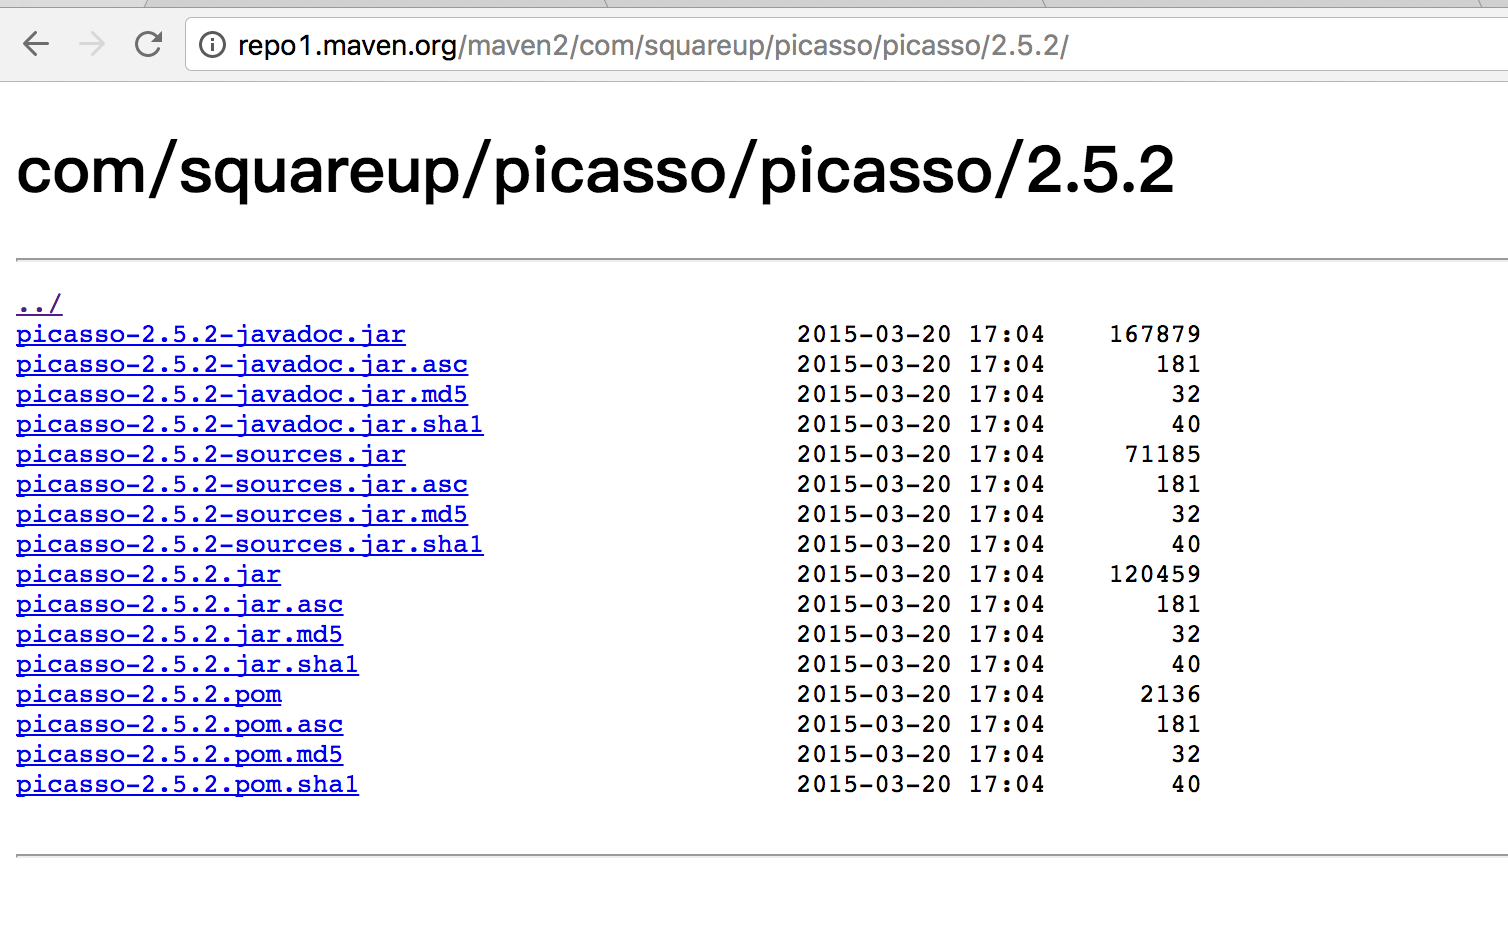 repo1.maven.org/maven2/com/squareup/picasso/picasso/2.5.2/
com/squareup/picasso/picasso/2.5.2
../
picasso-2.5.2-javadoc.jar 2015-03-20 17:04 167879
picasso-2.5.2-javadoc.jar.asc 2015-03-20 17:04 181
picasso-2.5.2-javadoc.jar.md5 2015-03-20 17:04 32
picasso-2.5.2-javadoc.jar.sha1 2015-03-20 17:04 40
picasso-2.5.2-sources.jar 2015-03-20 17:04 71185
picasso-2.5.2-sources.jar.asc 2015-03-20 17:04 181
picasso-2.5.2-sources.jar.md5 2015-03-20 17:04 32
picasso-2.5.2-sources.jar.sha1 2015-03-20 17:04 40
picasso-2.5.2.jar 2015-03-20 17:04 120459
picasso-2.5.2.jar.asc 2015-03-20 17:04 181
picasso-2.5.2.jar.md5 2015-03-20 17:04 32
picasso-2.5.2.jar.sha1 2015-03-20 17:04 40
picasso-2.5.2.pom 2015-03-20 17:04 2136
picasso-2.5.2.pom.asc 2015-03-20 17:04 181
picasso-2.5.2.pom.md5 2015-03-20 17:04 32
picasso-2.5.2.pom.sha1 2015-03-20 17:04 40